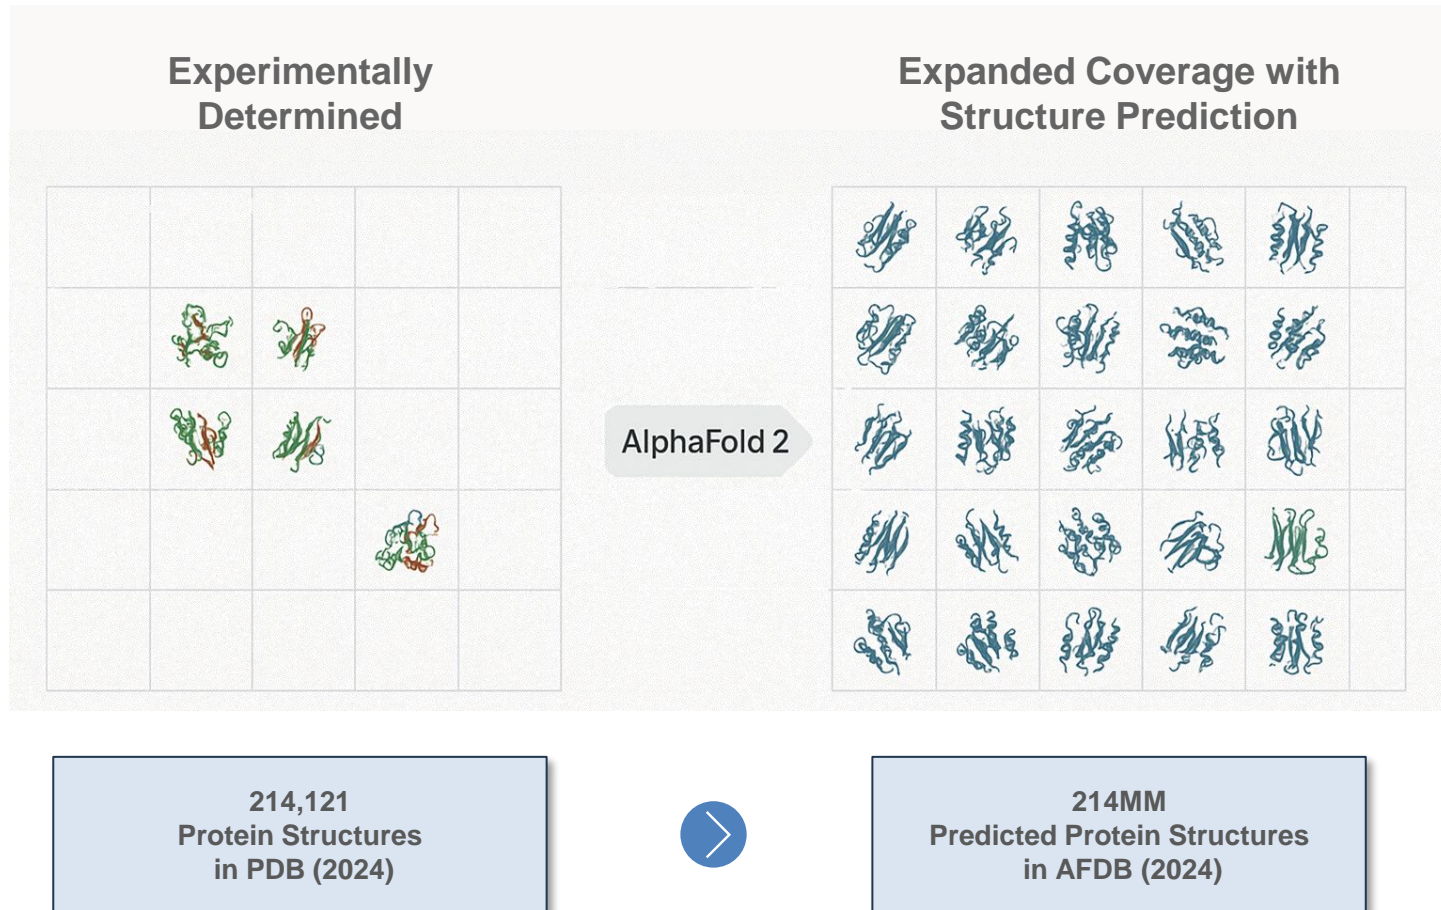 Experimentally
Determined
Expanded Coverage with
Structure Prediction
AlphaFold 2
214,121
Protein Structures
in PDB (2024)
214MM
Predicted Protein Structures
in AFDB (2024)